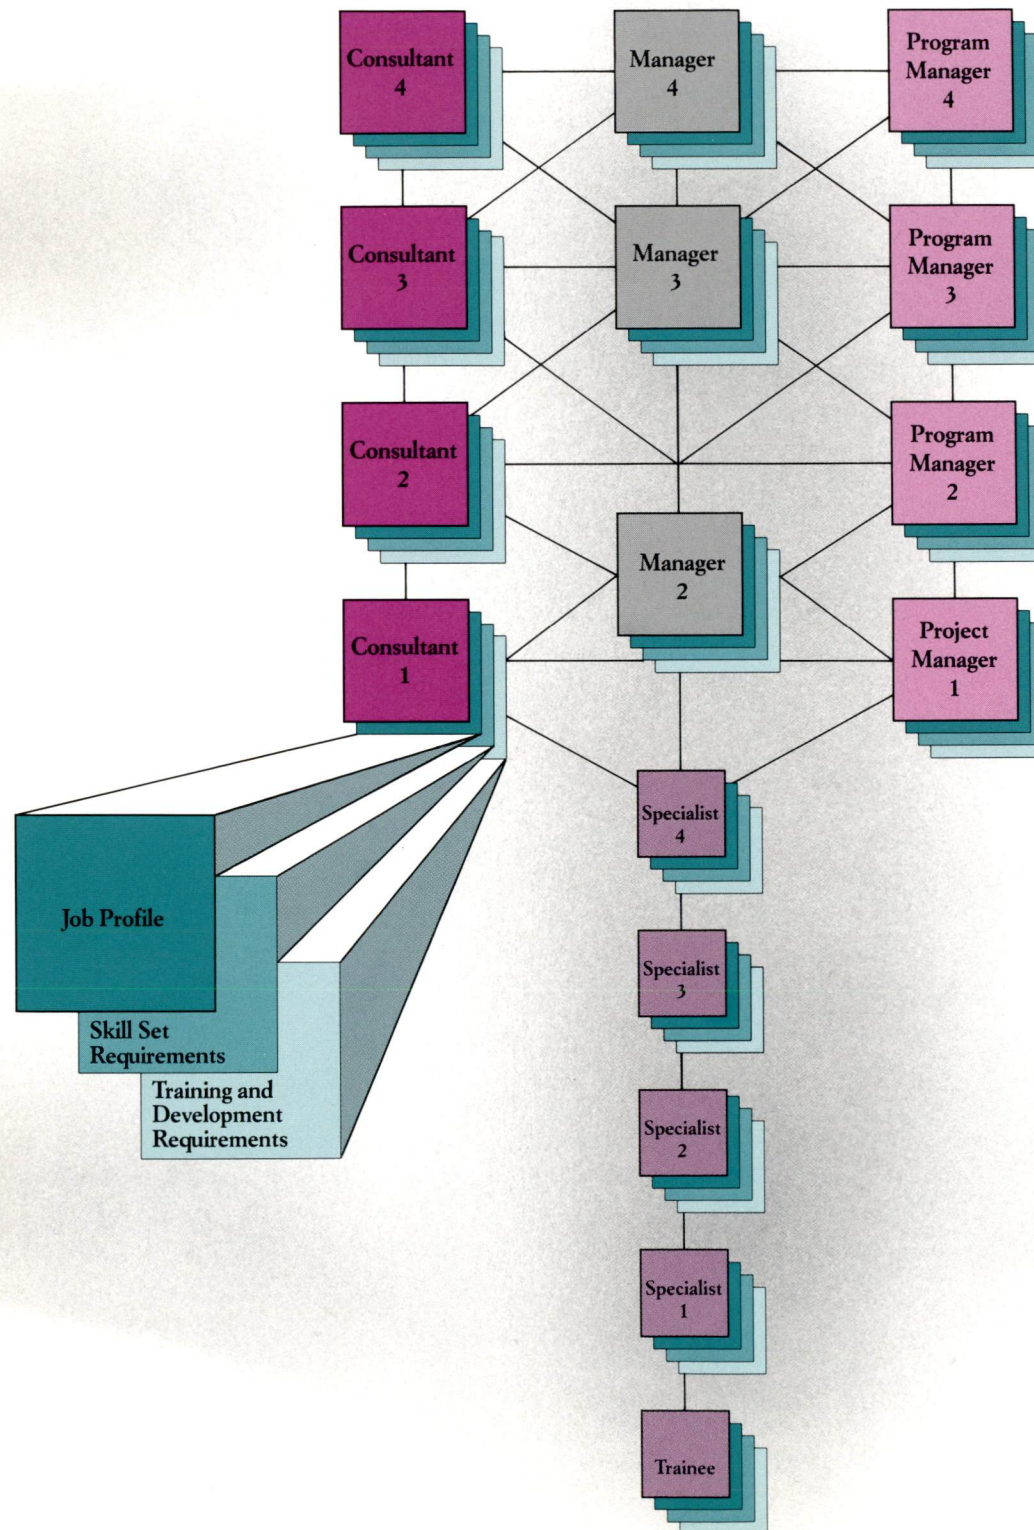 Consultant
4
Manager
4
Program
Manager
4
Consultant
3
Manager
3
Program
Manager
3
Consultant
2
Program
Manager
2
Manager
2
Consultant
1
Project
Manager
1
Specialist
4
Job Profile
Skill Set
Requirements
Training and
Development
Requirements
Specialist
3
Specialist
2
Specialist
1
Trainee